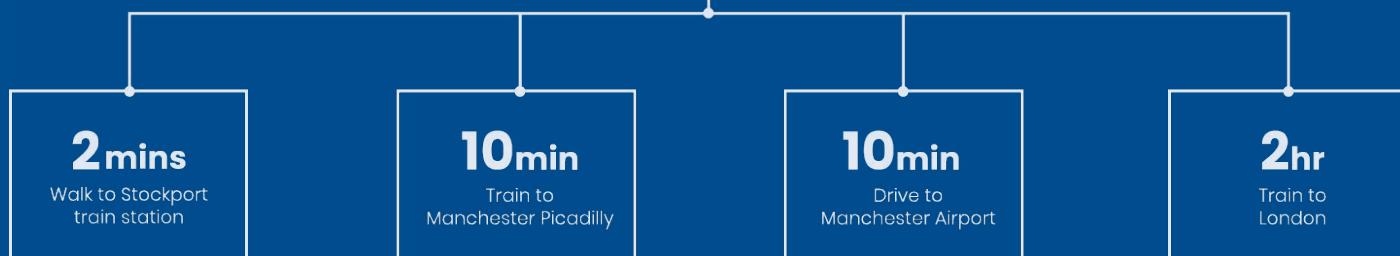 2mins
Walk to Stockport
train station
10min
Train to
Manchester Picadilly
10min
Drive to
Manchester Airport
2hr
Train to
London